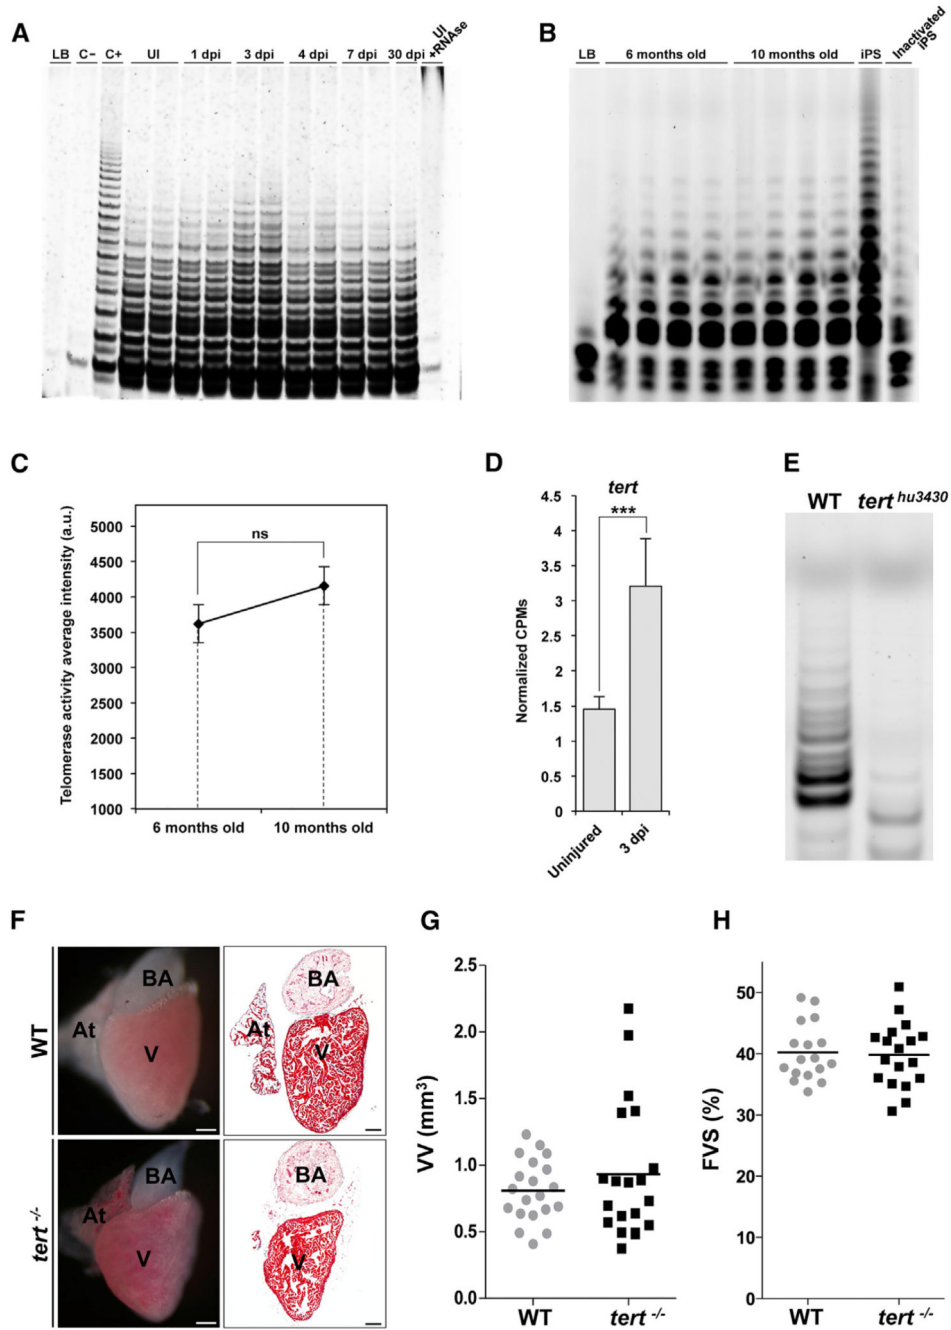 A
LB C− C+ UI 1 dpi 3 dpi 4 dpi 7 dpi 30 dpi UI +RNAse
B
LB 6 months old 10 months old iPS Inactivated iPS
C
Telomerase activity average intensity (a.u.)
5000
4500
4000
3500
3000
2500
2000
1500
1000
ns
6 months old 10 months old
D
tert
***
Normalized CPMs
4.5
4
3.5
3
2.5
2
1.5
1
0.5
0
Uninjured 3 dpi
E
WT tert hu3430
F
WT
BA
At
V
BA
At
V
tert -/-
BA
At
V
BA
V
G
VV (mm³)
2.5
2.0
1.5
1.0
0.5
0.0
WT tert -/-
H
FVS (%)
50
40
30
20
10
0
WT tert -/-